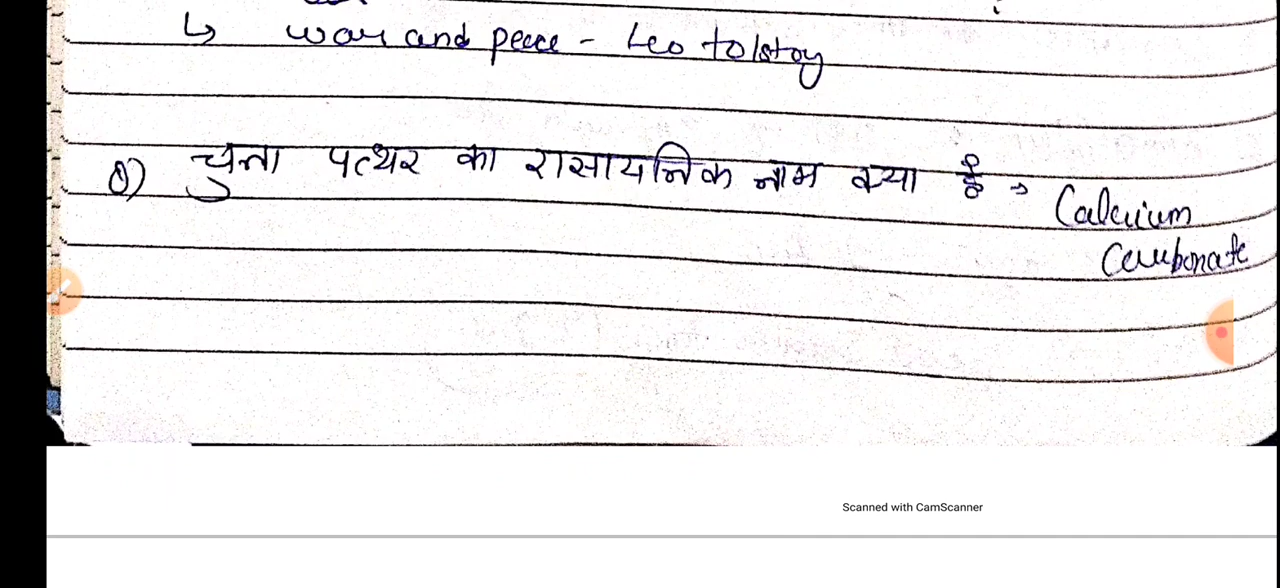 ↳ war and peace - Leo tolstoy
Q) चुना पत्थर का रासायनिक नाम क्या है → Calcium
Carbonate
Scanned with CamScanner